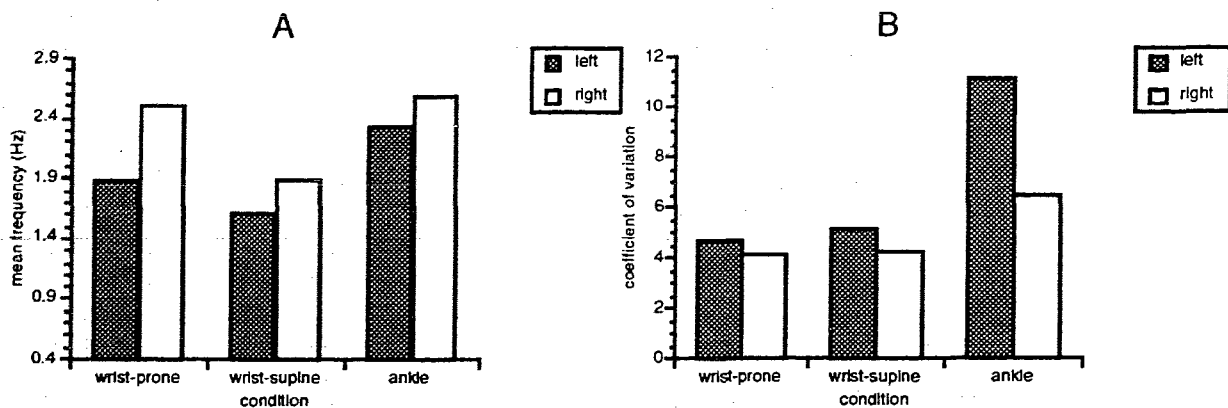 A
mean frequency (Hz)
2.9
2.4
1.9
1.4
0.9
0.4
wrist-prone wrist-supine ankle
condition
left
right
B
coefficient of variation
12
10
8
6
4
2
0
wrist-prone wrist-supine ankle
condition
left
right